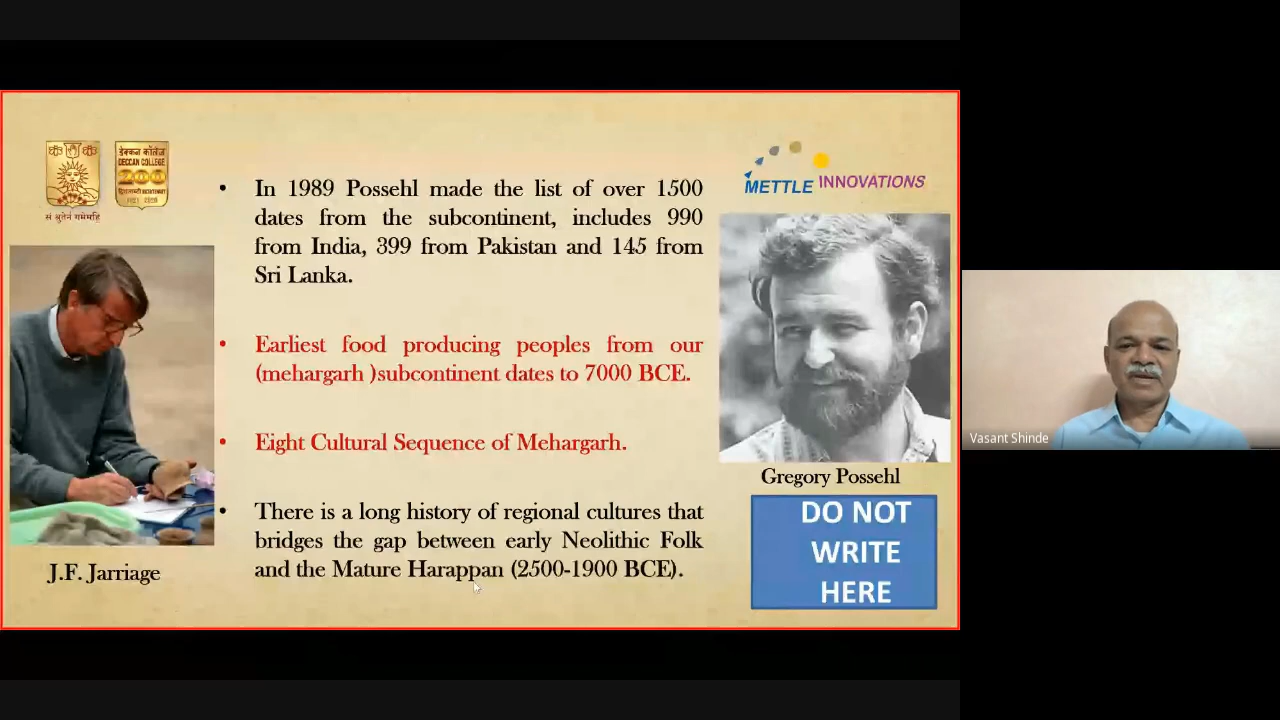 डेक्कन कॉलेज
DECCAN COLLEGE
200
1821 - 2020
METTLE INNOVATIONS
• In 1989 Possehl made the list of over 1500
dates from the subcontinent, includes 990
from India, 399 from Pakistan and 145 from
Sri Lanka.
• Earliest food producing peoples from our
(mehargarh )subcontinent dates to 7000 BCE.
• Eight Cultural Sequence of Mehargarh.
• There is a long history of regional cultures that
bridges the gap between early Neolithic Folk
and the Mature Harappan (2500-1900 BCE).
J.F. Jarriage
Gregory Possehl
DO NOT
WRITE
HERE
Vasant Shinde